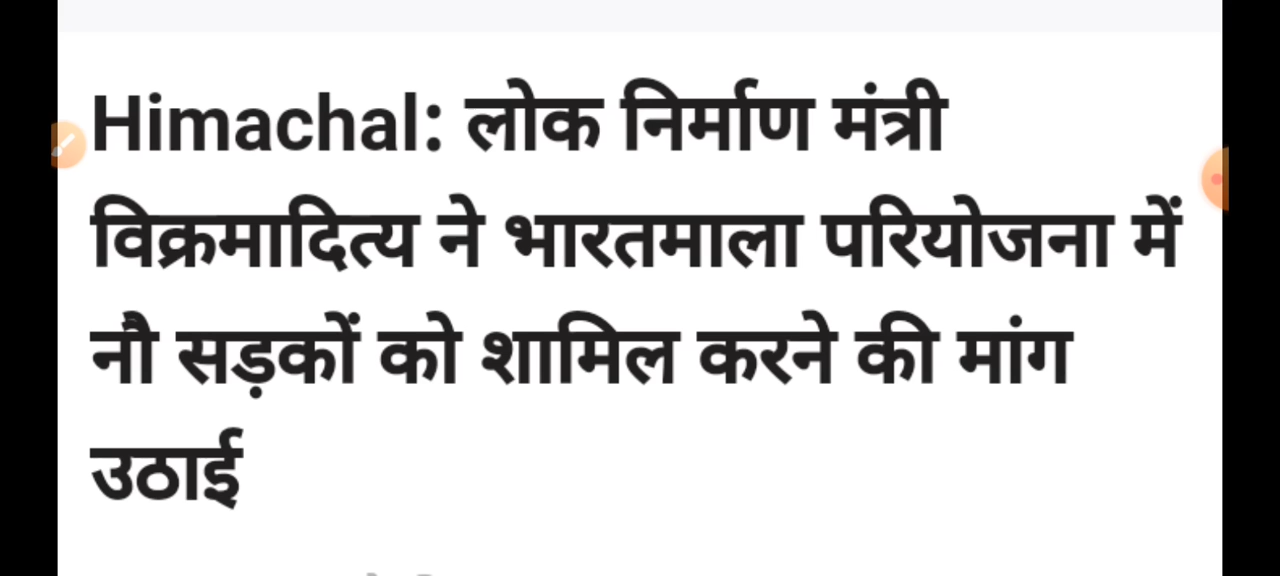 Himachal: लोक निर्माण मंत्री
विक्रमादित्य ने भारतमाला परियोजना में
नौ सड़कों को शामिल करने की मांग
उठाई